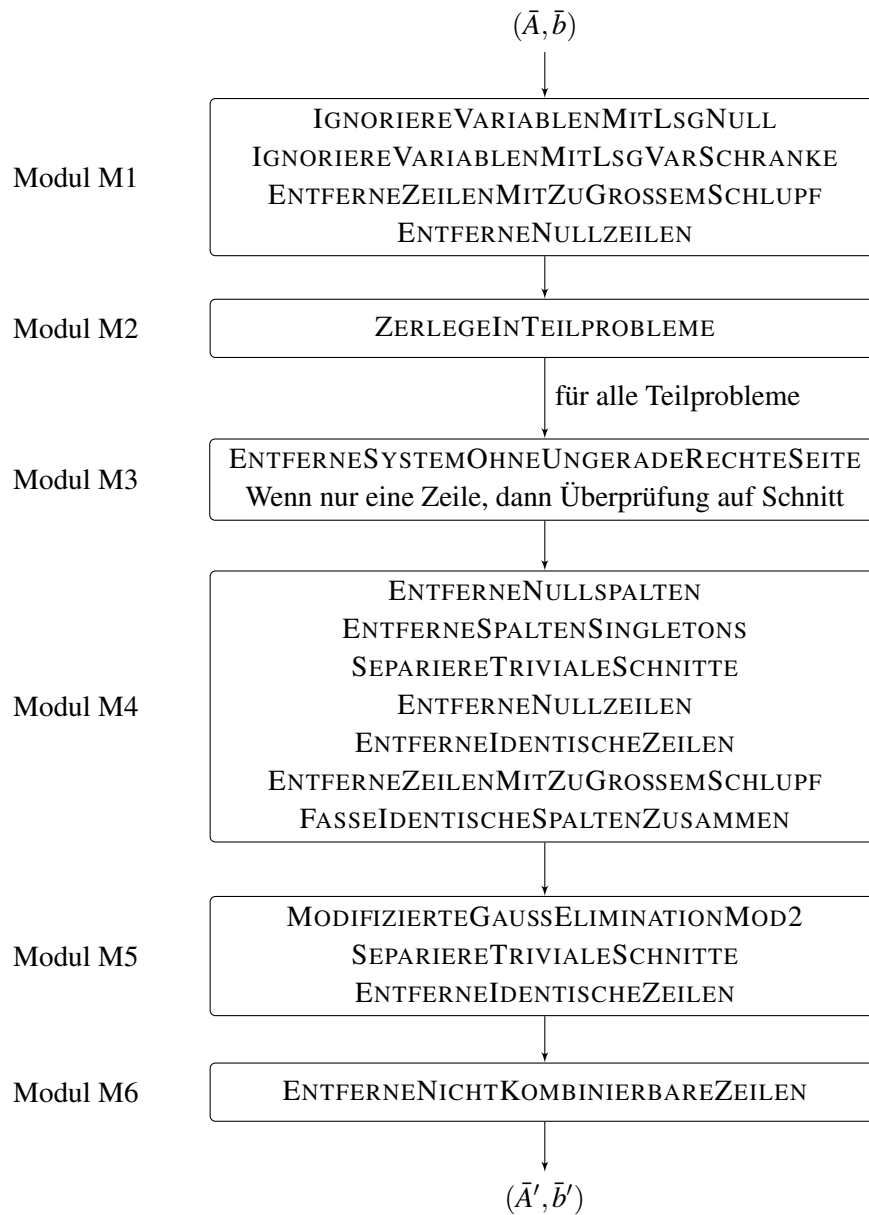 (Ā, b̄)
Modul M1
IGNORIEREVARIABLENMITLSGNULL
IGNORIEREVARIABLENMITLSGVARSCHRANKE
ENTFERNEZEILENMITZUGROSSEMSCHLUPF
ENTFERNENULLZEILEN
Modul M2
ZERLEGEINTEILPROBLEME
für alle Teilprobleme
Modul M3
ENTFERNESYSTEMOHNEUNGERADERECHTESEITE
Wenn nur eine Zeile, dann Überprüfung auf Schnitt
Modul M4
ENTFERNENULLSPALTEN
ENTFERNESPALTENSINGLETONS
SEPARIERETRIVIALESCHNITTE
ENTFERNENULLZEILEN
ENTFERNEIDENTISCHEZEILEN
ENTFERNEZEILENMITZUGROSSEMSCHLUPF
FASSEIDENTISCHESPALTENZUSAMMEN
Modul M5
MODIFIZIERTEGAUSSELIMINATIONMOD2
SEPARIERETRIVIALESCHNITTE
ENTFERNEIDENTISCHEZEILEN
Modul M6
ENTFERNENICHTKOMBINIERBAREZEILEN
(Ā′, b̄′)